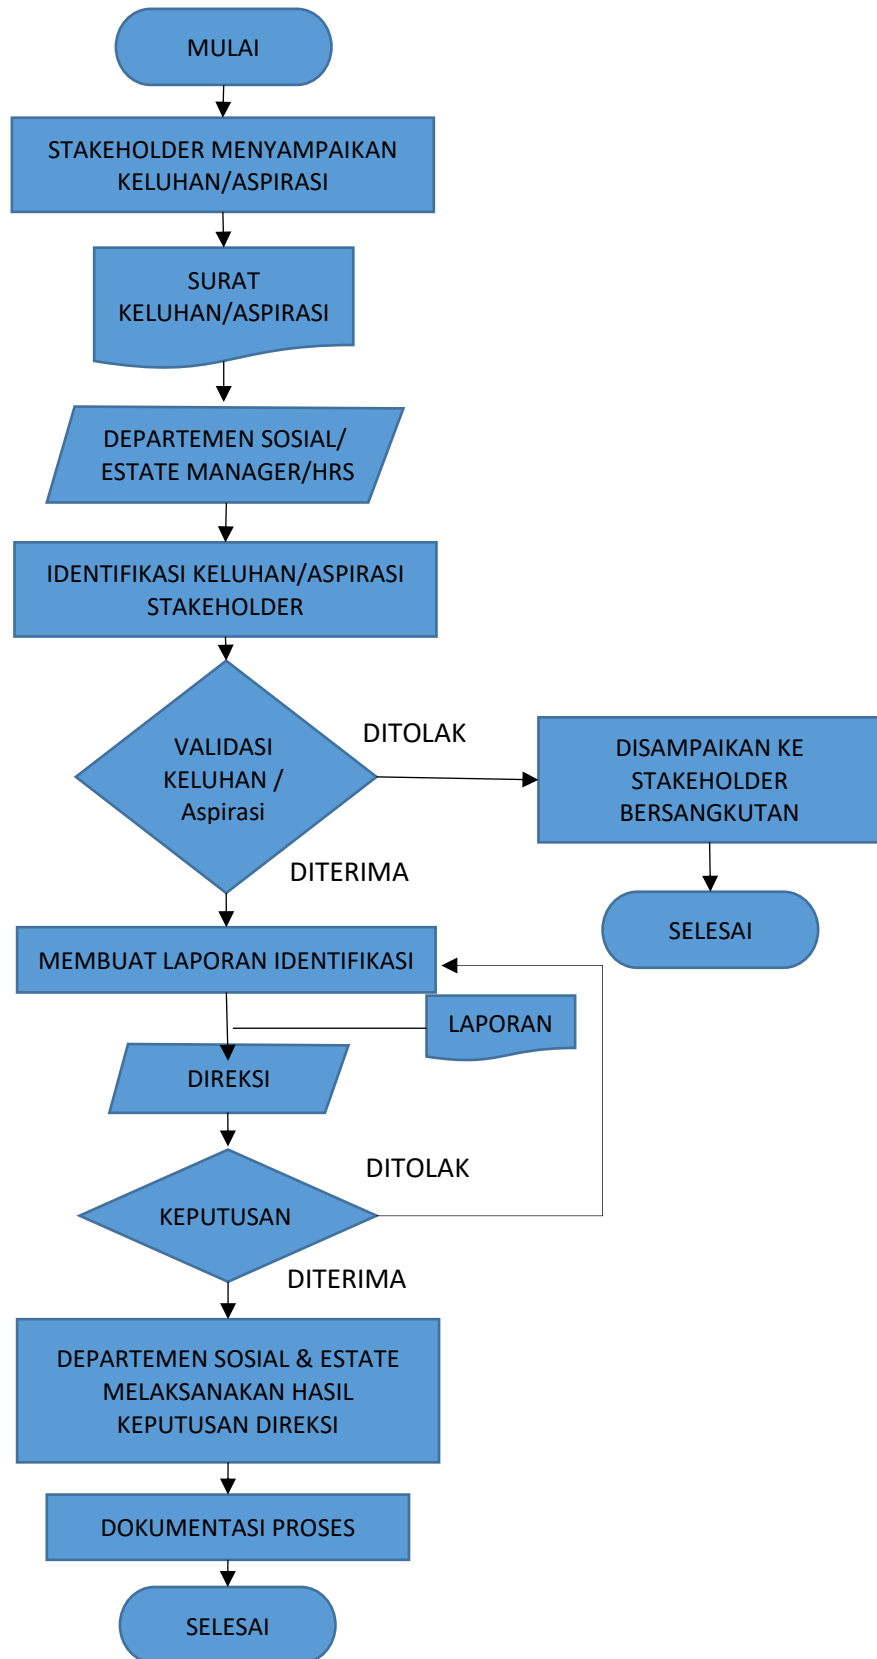 MULAI
STAKEHOLDER MENYAMPAIKAN
KELUHAN/ASPIRASI
SURAT
KELUHAN/ASPIRASI
DEPARTEMEN SOSIAL/
ESTATE MANAGER/HRS
IDENTIFIKASI KELUHAN/ASPIRASI
STAKEHOLDER
VALIDASI
KELUHAN /
Aspirasi
DITOLAK
DISAMPAIKAN KE
STAKEHOLDER
BERSANGKUTAN
DITERIMA
SELESAI
MEMBUAT LAPORAN IDENTIFIKASI
LAPORAN
DIREKSI
DITOLAK
KEPUTUSAN
DITERIMA
DEPARTEMEN SOSIAL & ESTATE
MELAKSANAKAN HASIL
KEPUTUSAN DIREKSI
DOKUMENTASI PROSES
SELESAI